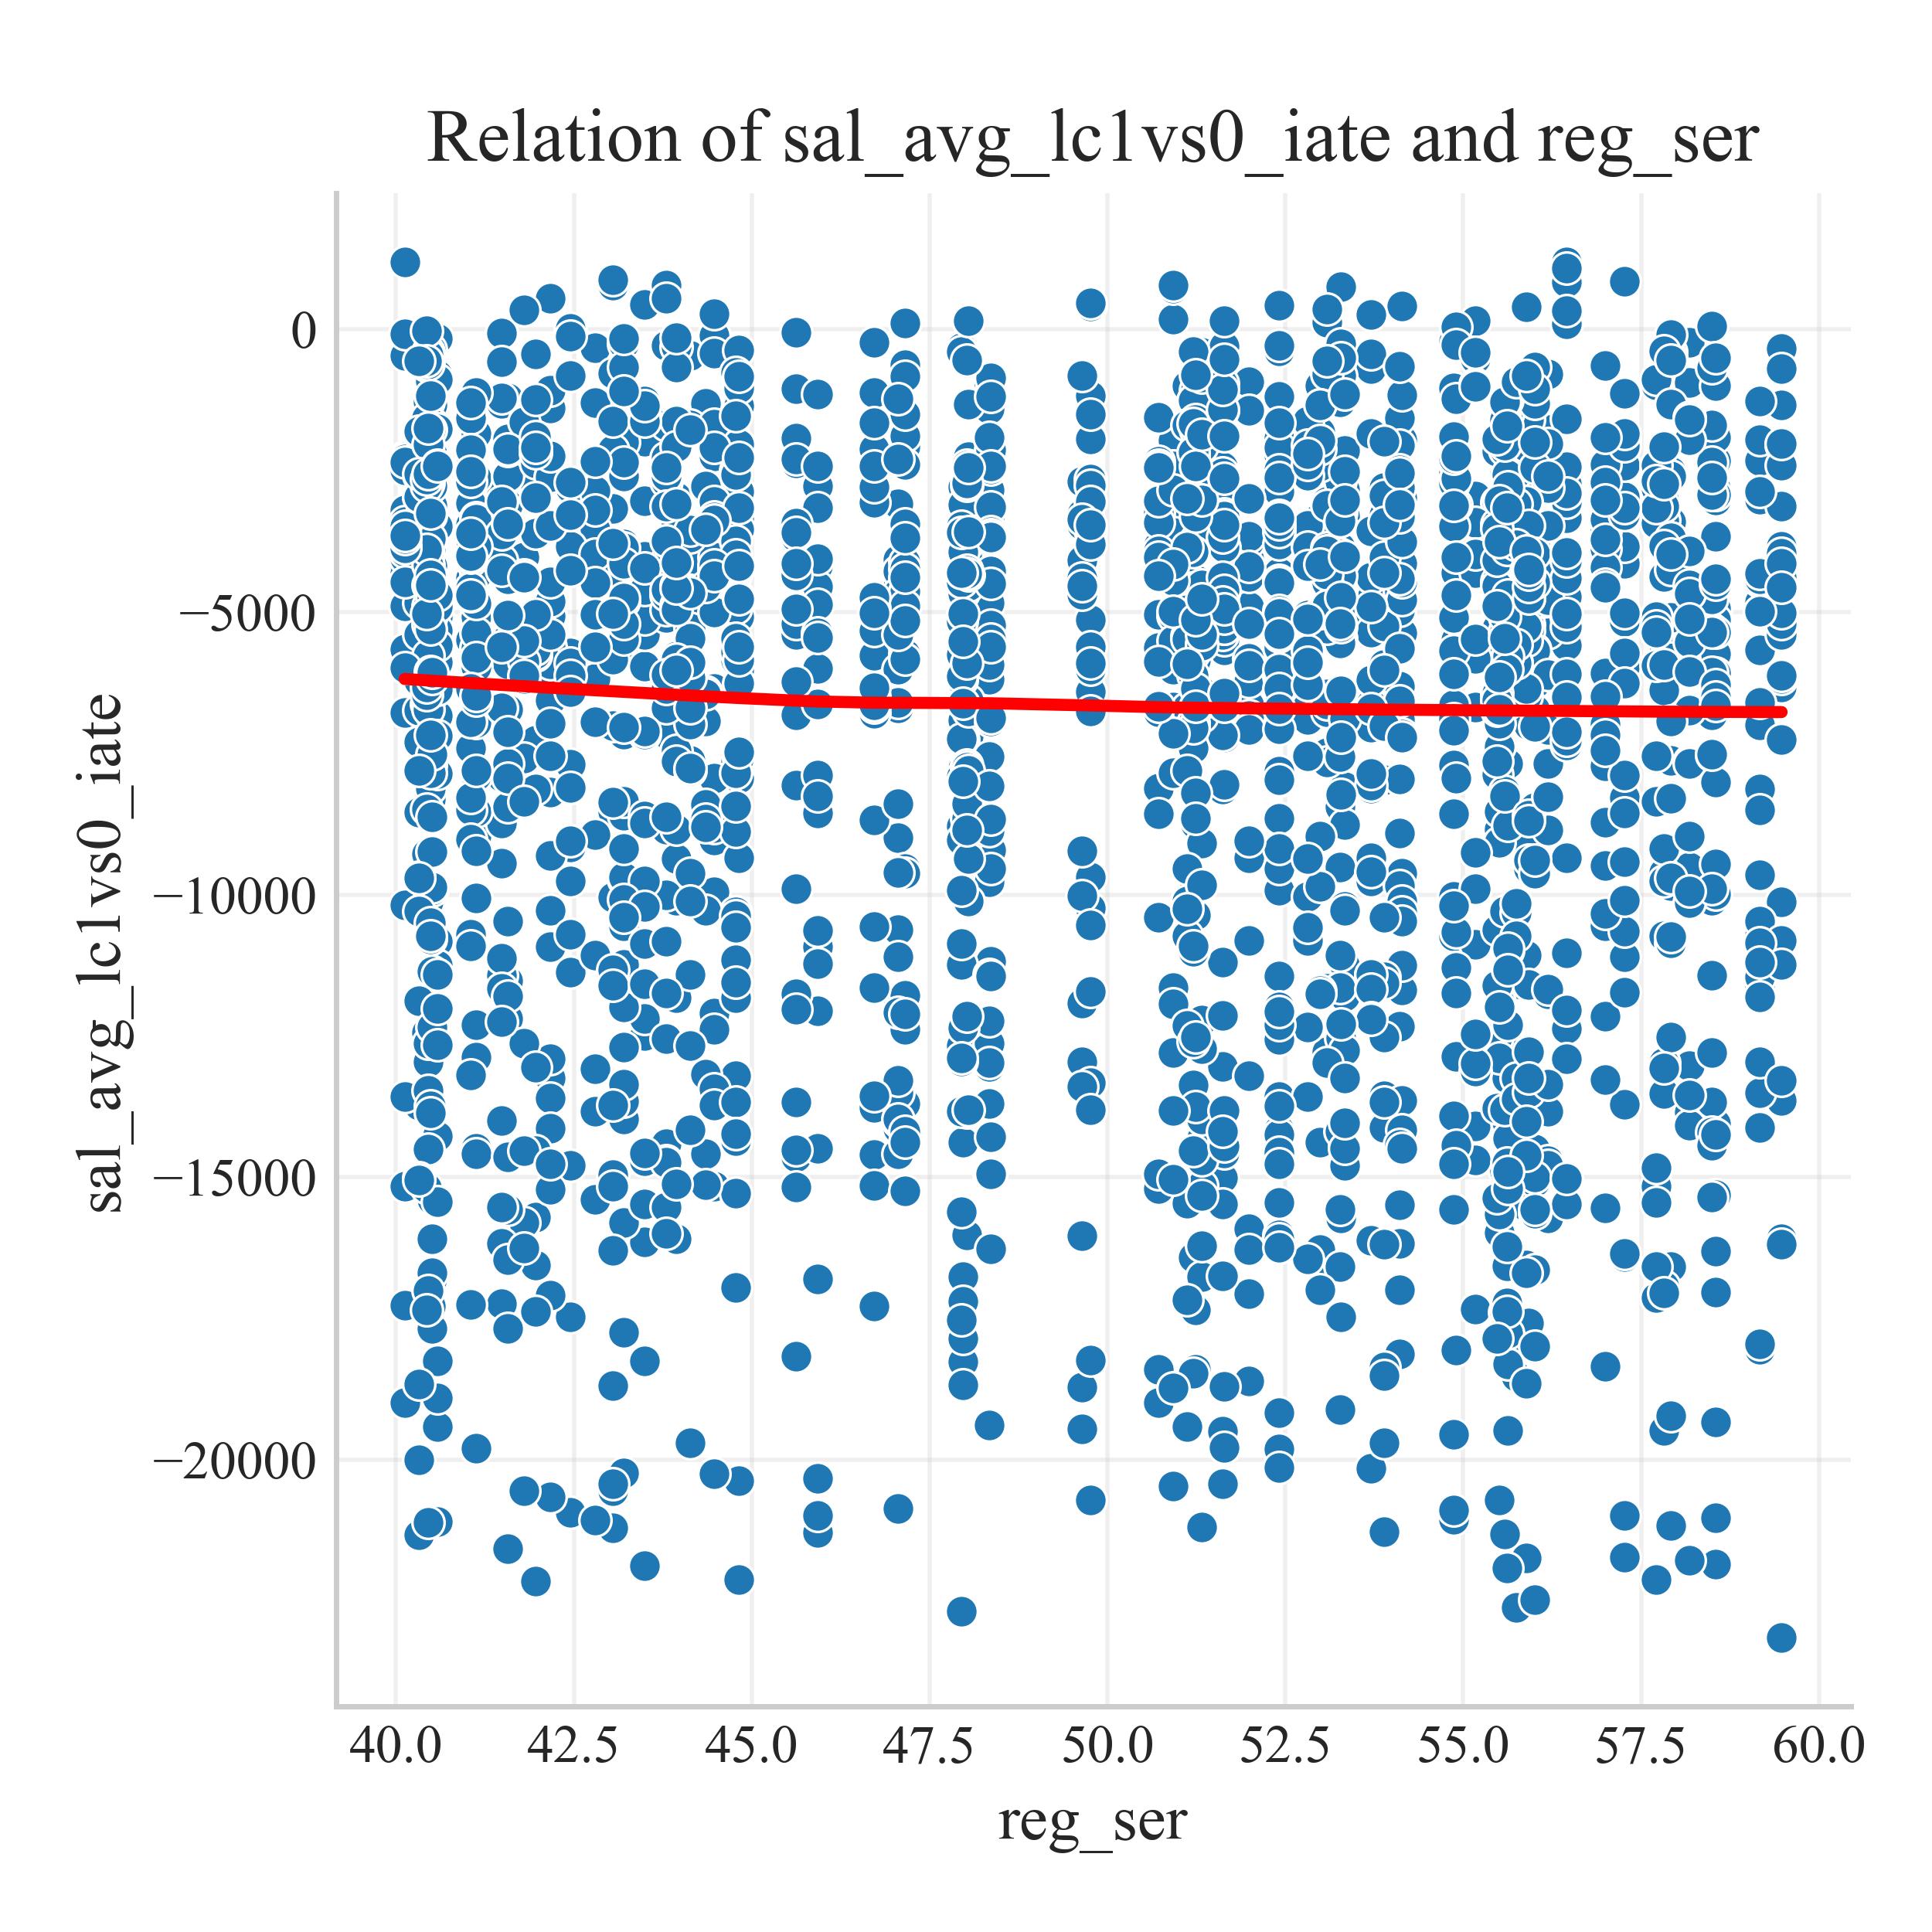 Relation of sal_avg_lc1vs0_iate and reg_ser
sal_avg_lc1vs0_iate
0
−5000
−10000
−15000
−20000
40.0 42.5 45.0 47.5 50.0 52.5 55.0 57.5 60.0
reg_ser